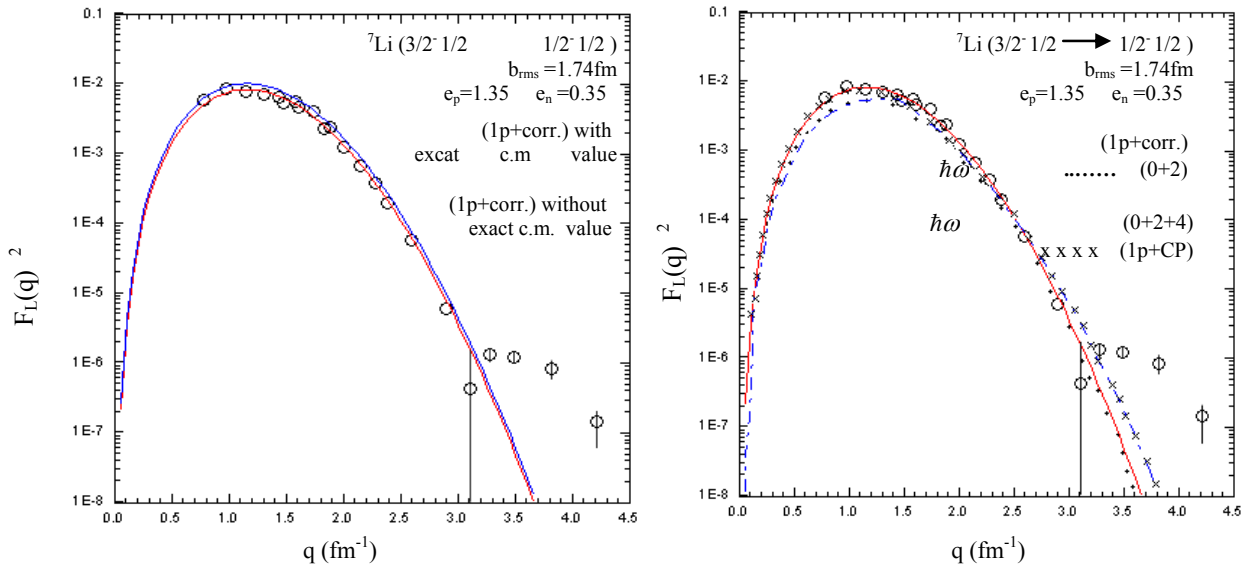 0.1
1E-2
1E-3
1E-4
1E-5
1E-6
1E-7
1E-8
F_L(q) ²
⁷Li (3/2⁻ 1/2 1/2⁻ 1/2 )
b_rms =1.74fm
e_p=1.35 e_n =0.35
(1p+corr.) with
excat c.m value
(1p+corr.) without
exact c.m. value
0.0 0.5 1.0 1.5 2.0 2.5 3.0 3.5 4.0 4.5
q (fm⁻¹)
0.1
1E-2
1E-3
1E-4
1E-5
1E-6
1E-7
1E-8
F_L(q) ²
⁷Li (3/2⁻ 1/2 → 1/2⁻ 1/2 )
b_rms =1.74fm
e_p=1.35 e_n =0.35
(1p+corr.)
ħω ........ (0+2)
ħω (0+2+4)
x x x x (1p+CP)
0.0 0.5 1.0 1.5 2.0 2.5 3.0 3.5 4.0 4.5
q (fm⁻¹)